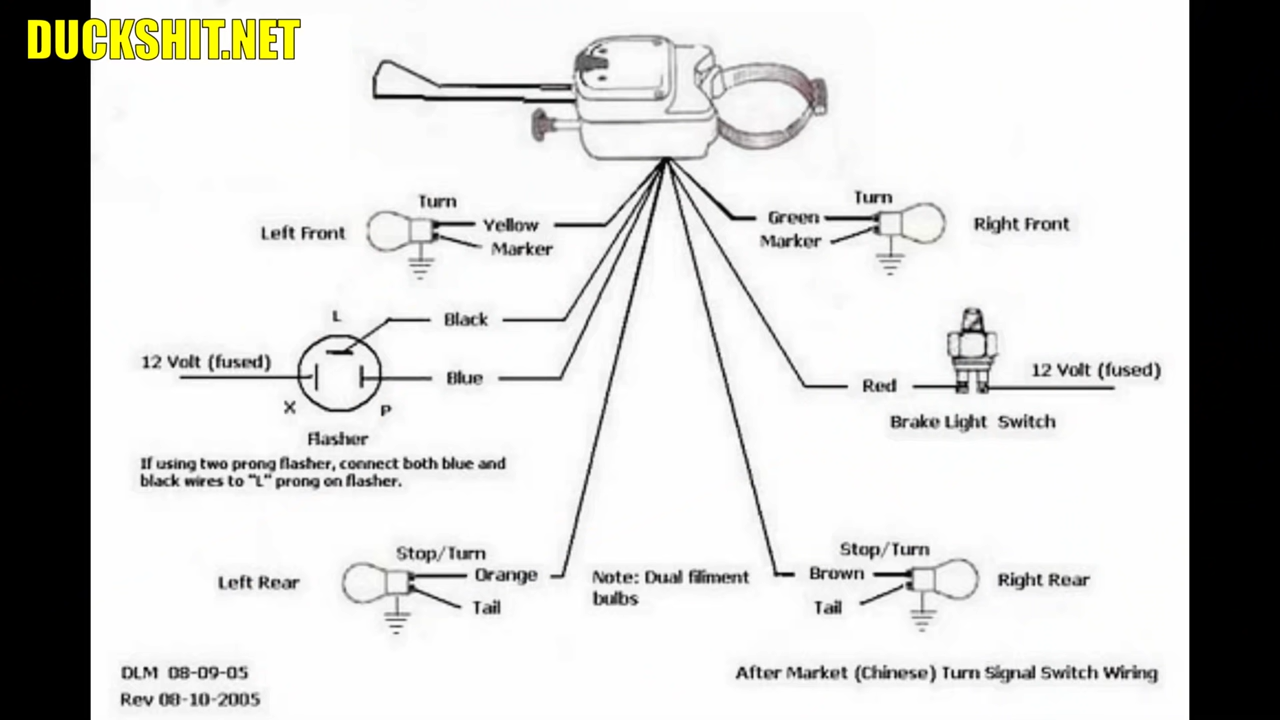 DUCKSHIT.NET
Turn
Yellow
Left Front
Marker
Turn
Green
Right Front
Marker
L
Black
12 Volt (fused)
Blue
X
P
Flasher
If using two prong flasher, connect both blue and
black wires to "L" prong on flasher.
12 Volt (fused)
Red
Brake Light Switch
Stop/Turn
Left Rear
Orange
Tail
Note: Dual filiment
bulbs
Stop/Turn
Brown
Right Rear
Tail
DLM 08-09-05
Rev 08-10-2005
After Market (Chinese) Turn Signal Switch Wiring